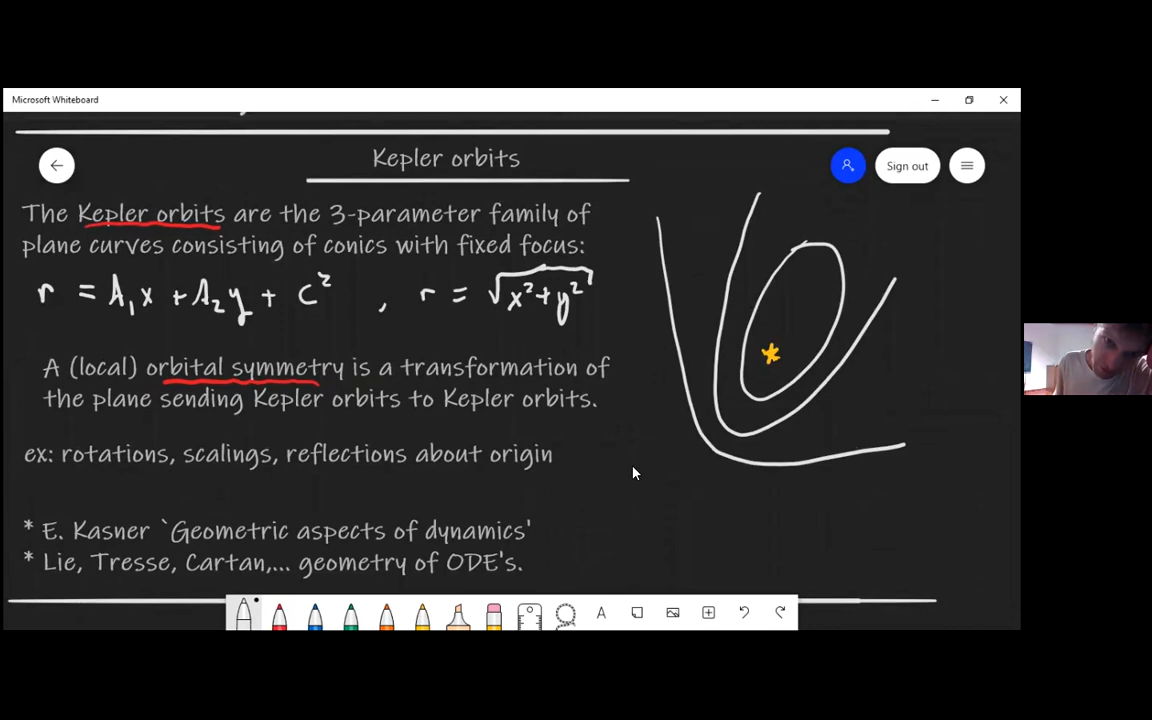 Microsoft Whiteboard
Kepler orbits
Sign out
The Kepler orbits are the 3-parameter family of
plane curves consisting of conics with fixed focus:
r = A₁x + A₂y + c² , r = √x²+y²
A (local) orbital symmetry is a transformation of
the plane sending Kepler orbits to Kepler orbits.
ex: rotations, scalings, reflections about origin
* E. Kasner `Geometric aspects of dynamics'
* Lie, Tresse, Cartan,... geometry of ODE's.
A